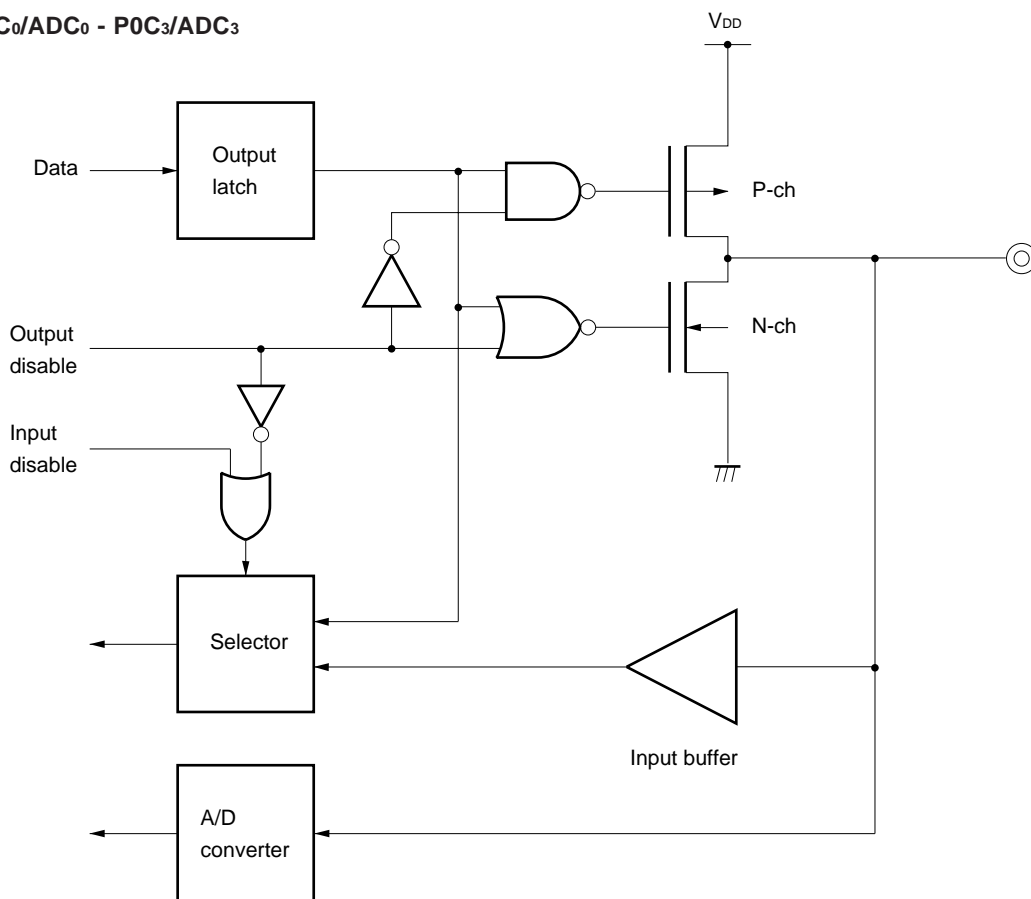 C0/ADC0 - P0C3/ADC3
VDD
Data
Output
latch
P-ch
Output
disable
N-ch
Input
disable
Selector
Input buffer
A/D
converter